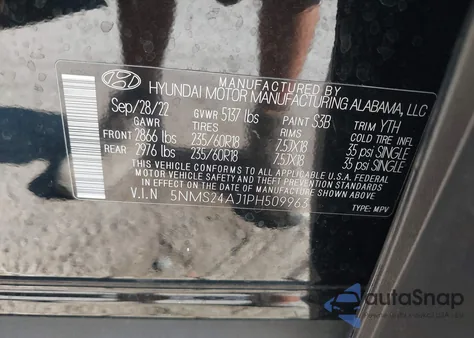 MANUFACTURED BY
HYUNDAI MOTOR MANUFACTURING ALABAMA, LLC
Sep/28/22 GVWR 5137 lbs PAINT S3B TRIM YTH
GAWR TIRES RIMS COLD TIRE INFL
FRONT 2866 lbs 235/60R18 7.5JX18 35 psi SINGLE
REAR 2976 lbs 235/60R18 7.5JX18 35 psi SINGLE
THIS VEHICLE CONFORMS TO ALL APPLICABLE U.S. FEDERAL
MOTOR VEHICLE SAFETY AND THEFT PREVENTION STANDARDS IN
EFFECT ON THE DATE OF MANUFACTURE SHOWN ABOVE.
V.I.N 5NMS24AJ1PH509963 TYPE: MPV
autaSnap